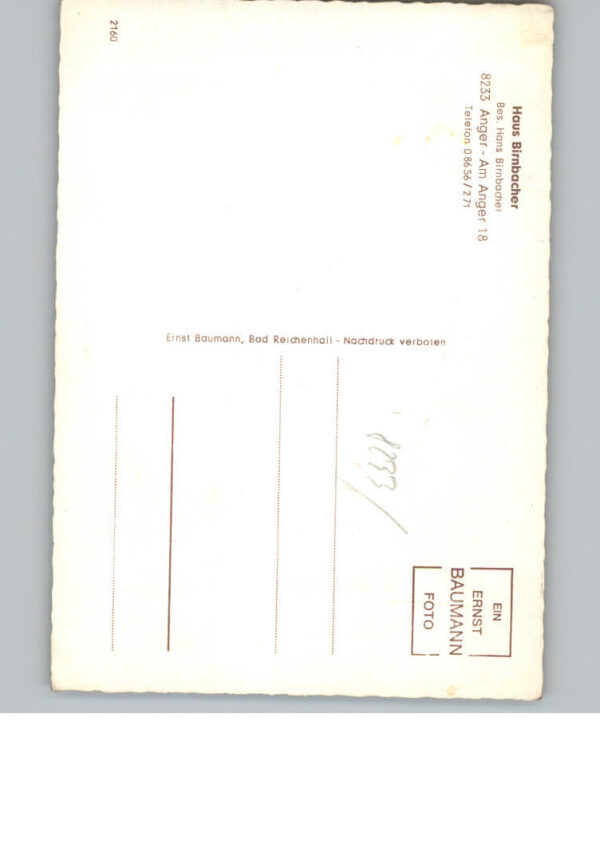 Haus Birnbacher
Bes. Hans Birnbacher
8233 Anger - Am Anger 18
Telefon 08656/271
2160
Ernst Baumann, Bad Reichenhall - Nachdruck verboten
EIN
ERNST
BAUMANN
FOTO
8233/